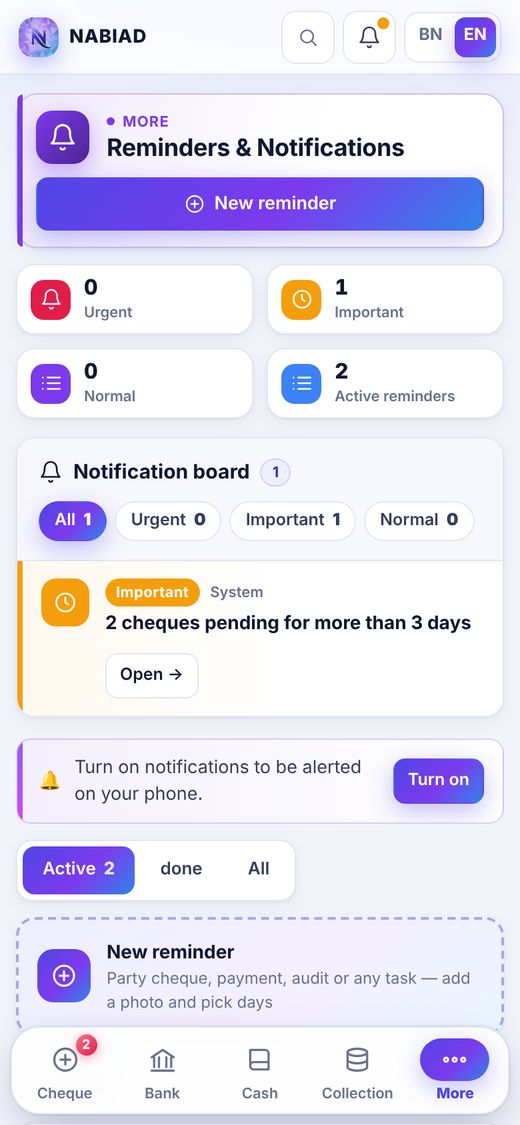 NABIAD
BN EN
MORE
Reminders & Notifications
New reminder
0
Urgent
1
Important
0
Normal
2
Active reminders
Notification board 1
All 1 Urgent 0 Important 1 Normal 0
Important System
2 cheques pending for more than 3 days
Open →
Turn on notifications to be alerted
on your phone.
Turn on
Active 2 done All
New reminder
Party cheque, payment, audit or any task — add
a photo and pick days
2
Cheque Bank Cash Collection More